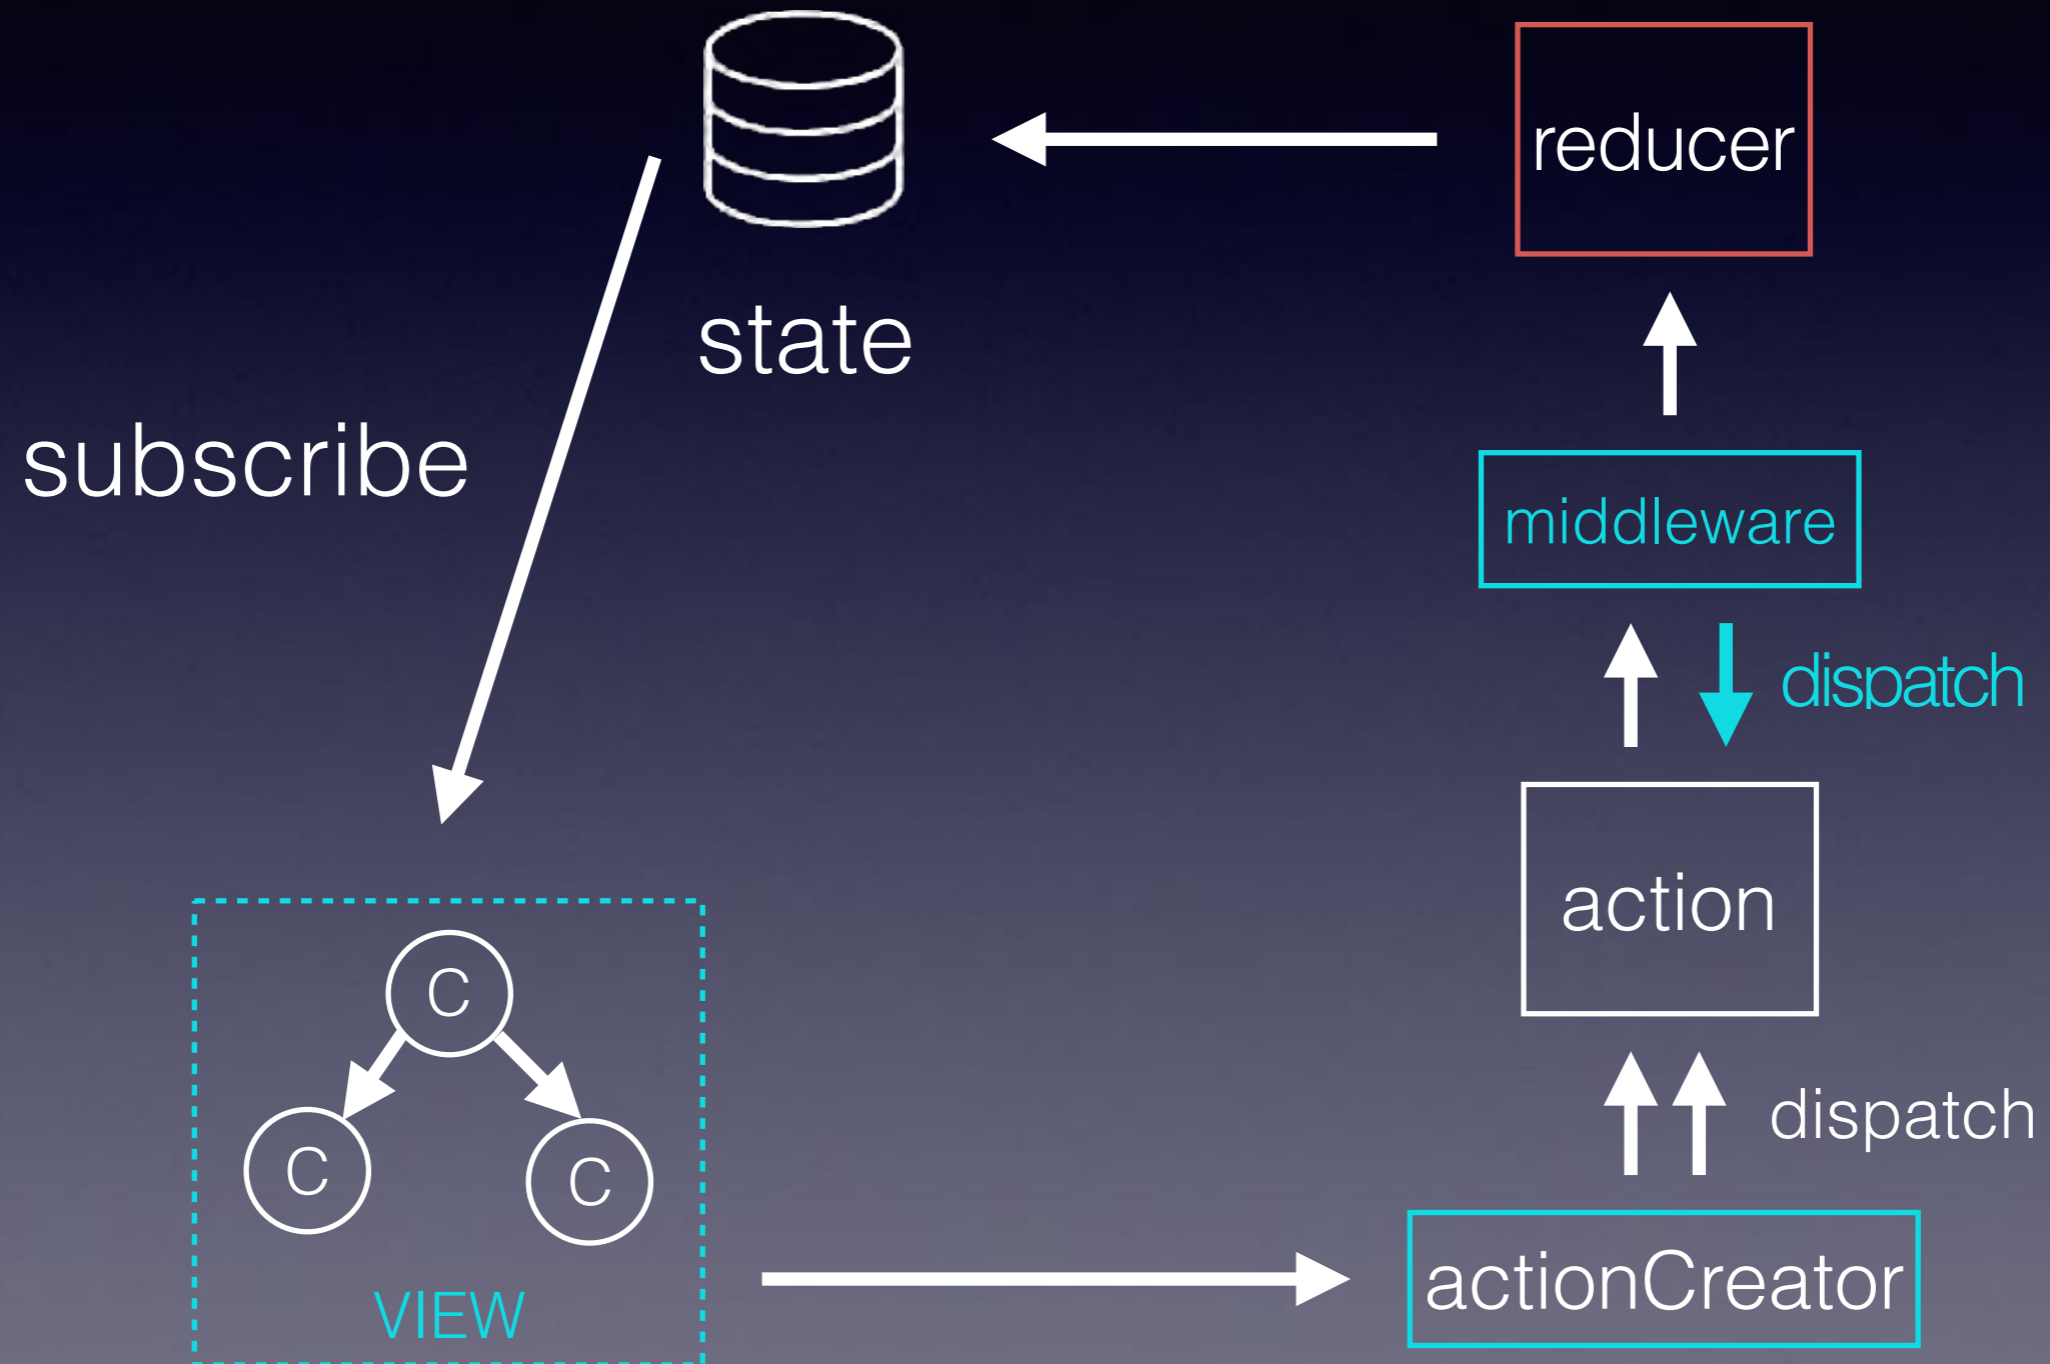 reducer
state
subscribe
middleware
dispatch
action
C
dispatch
C
C
actionCreator
VIEW